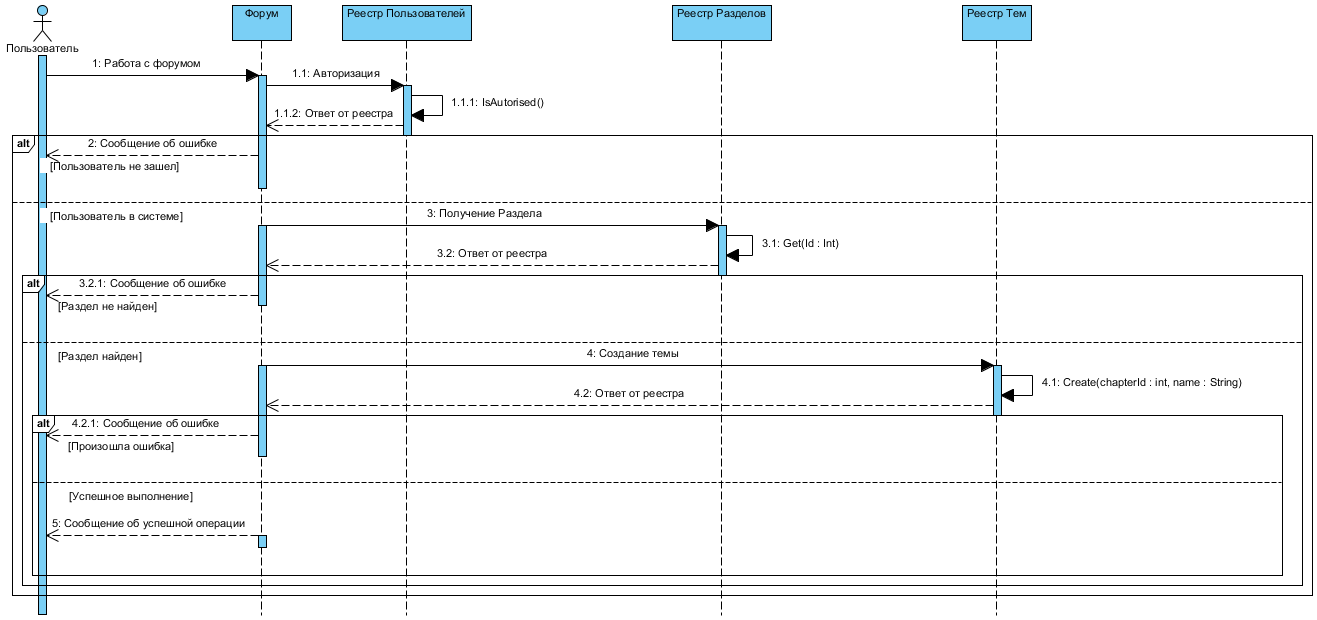 Форум
Реестр Пользователей
Реестр Разделов
Реестр Тем
Пользователь
1: Работа с форумом
1.1: Авторизация
1.1.1: IsAutorised()
1.1.2: Ответ от реестра
alt
2: Сообщение об ошибке
[Пользователь не зашел]
[Пользователь в системе]
3: Получение Раздела
3.1: Get(Id : Int)
3.2: Ответ от реестра
alt
3.2.1: Сообщение об ошибке
[Раздел не найден]
[Раздел найден]
4: Создание темы
4.1: Create(chapterId : int, name : String)
4.2: Ответ от реестра
alt
4.2.1: Сообщение об ошибке
[Произошла ошибка]
[Успешное выполнение]
5: Сообщение об успешной операции